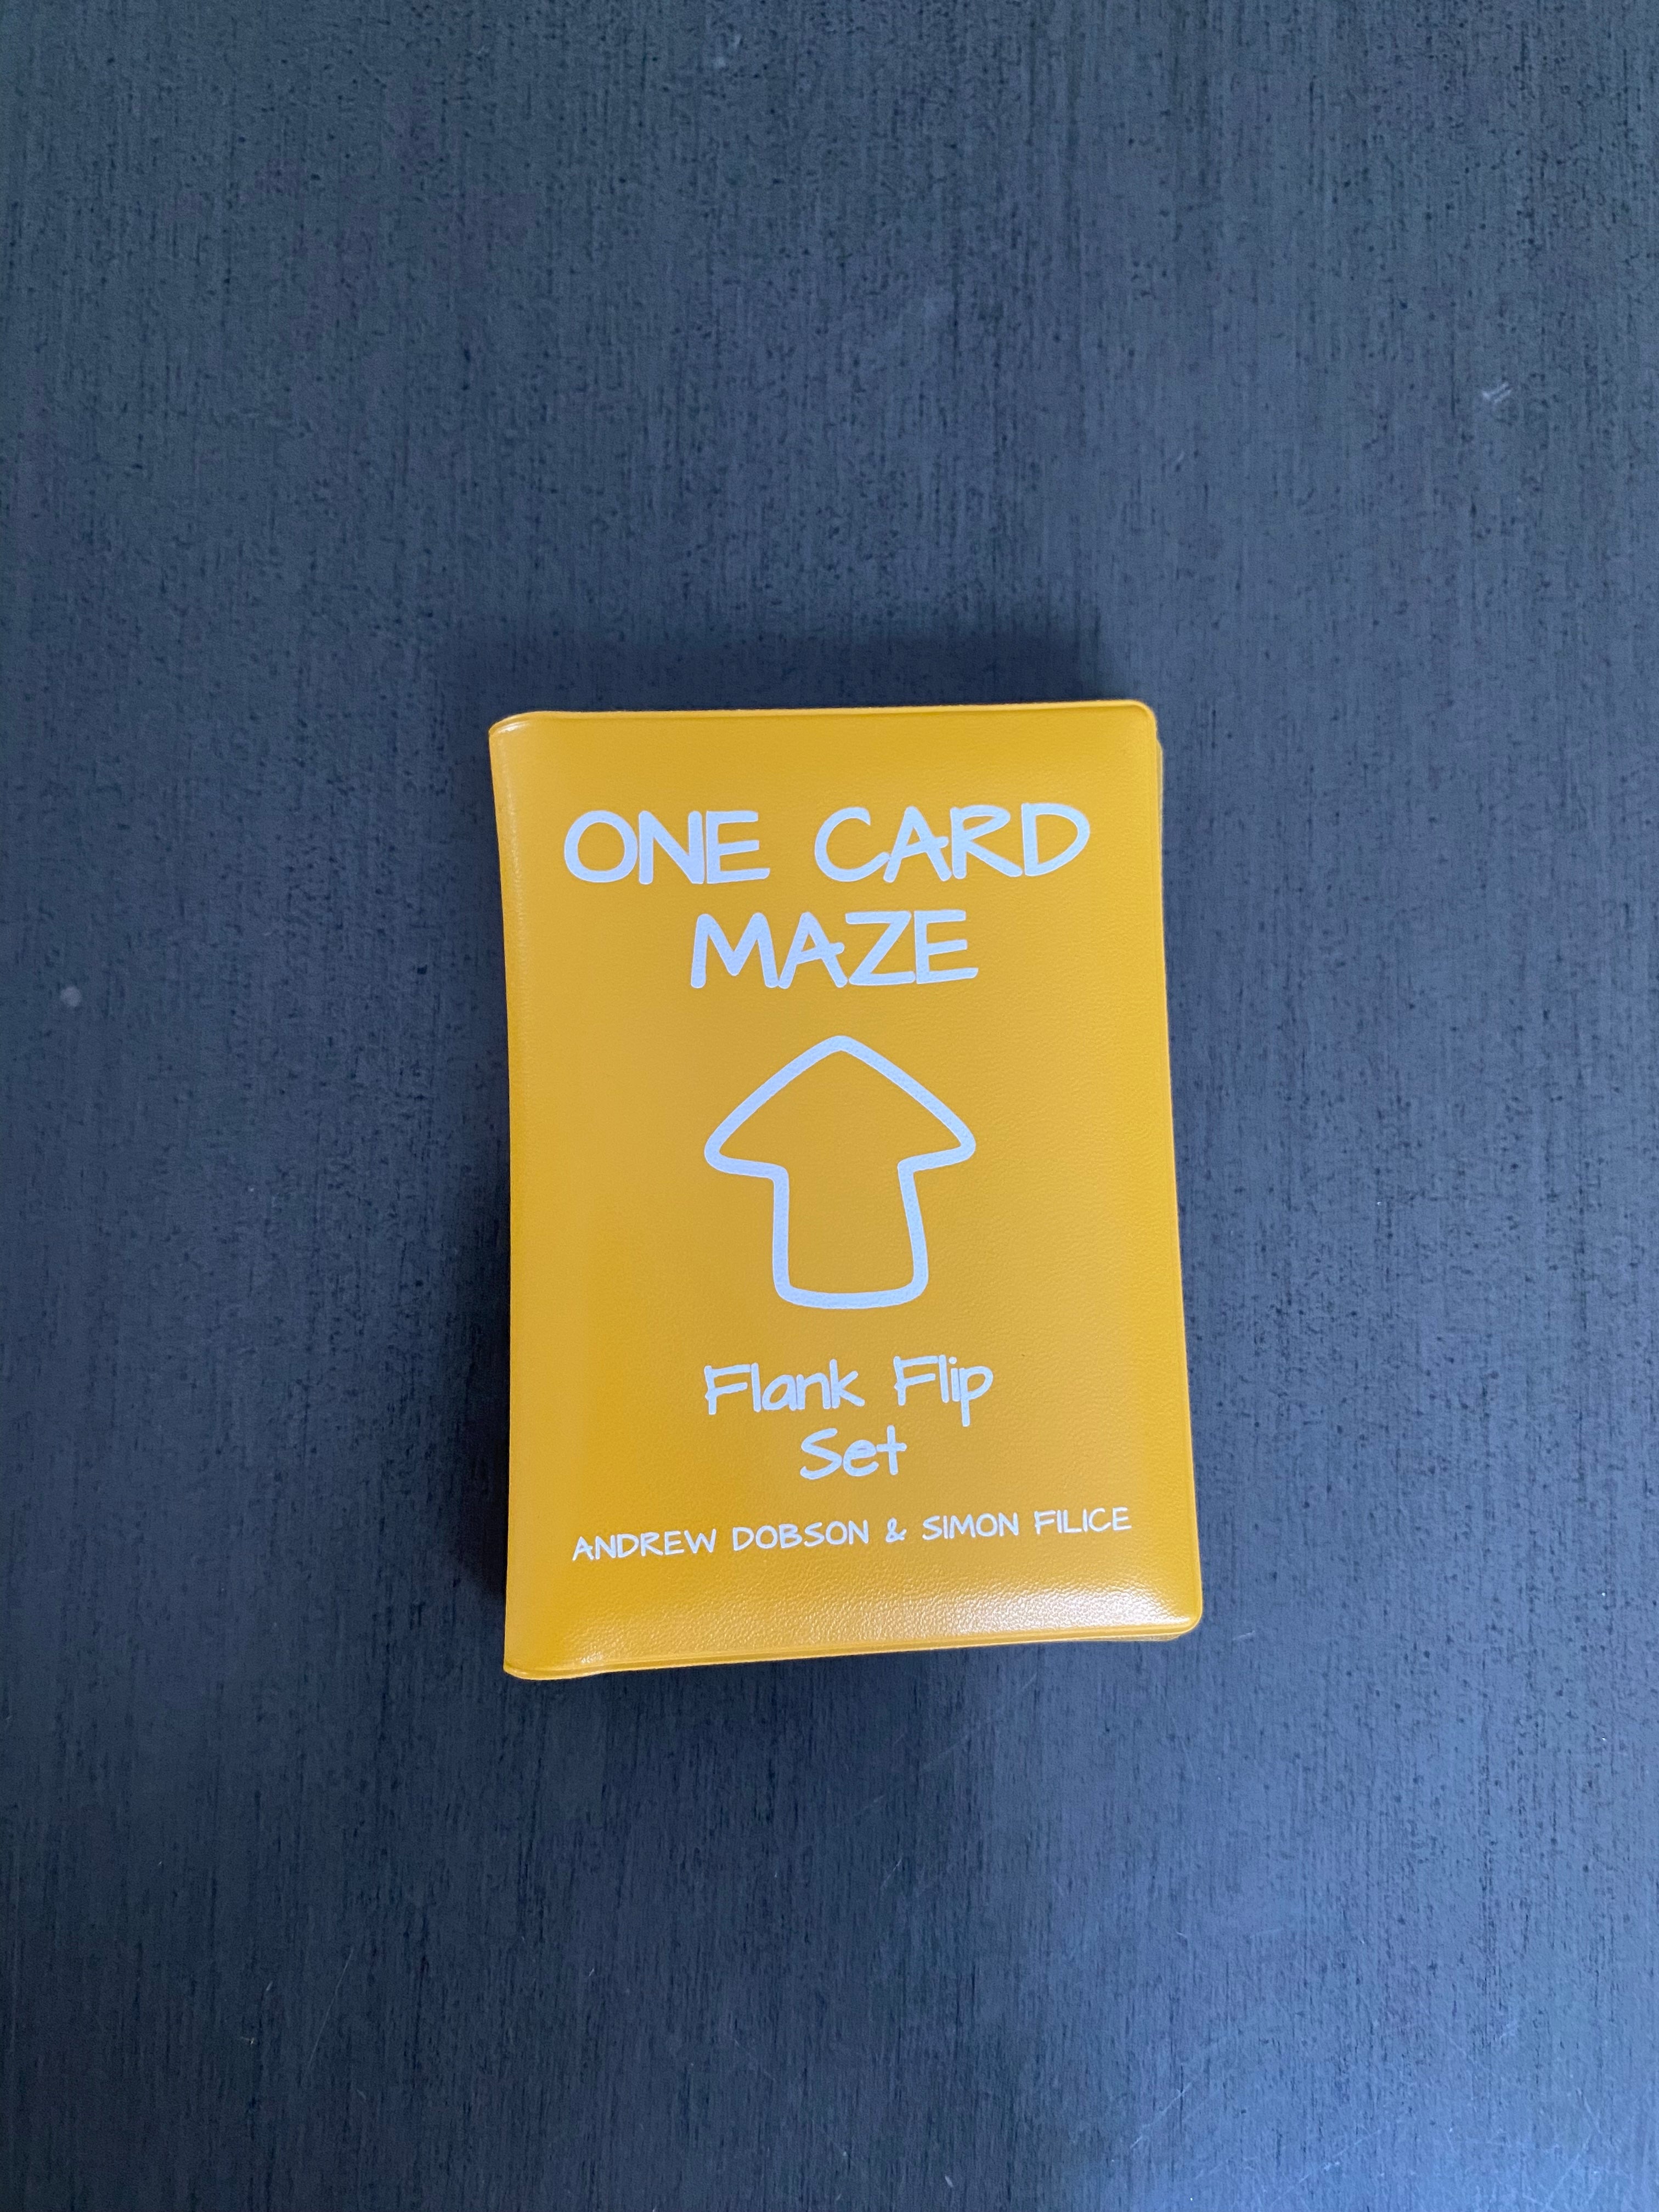 ONE CARD
MAZE
Flank Flip
Set
ANDREW DOBSON & SIMON FILICE